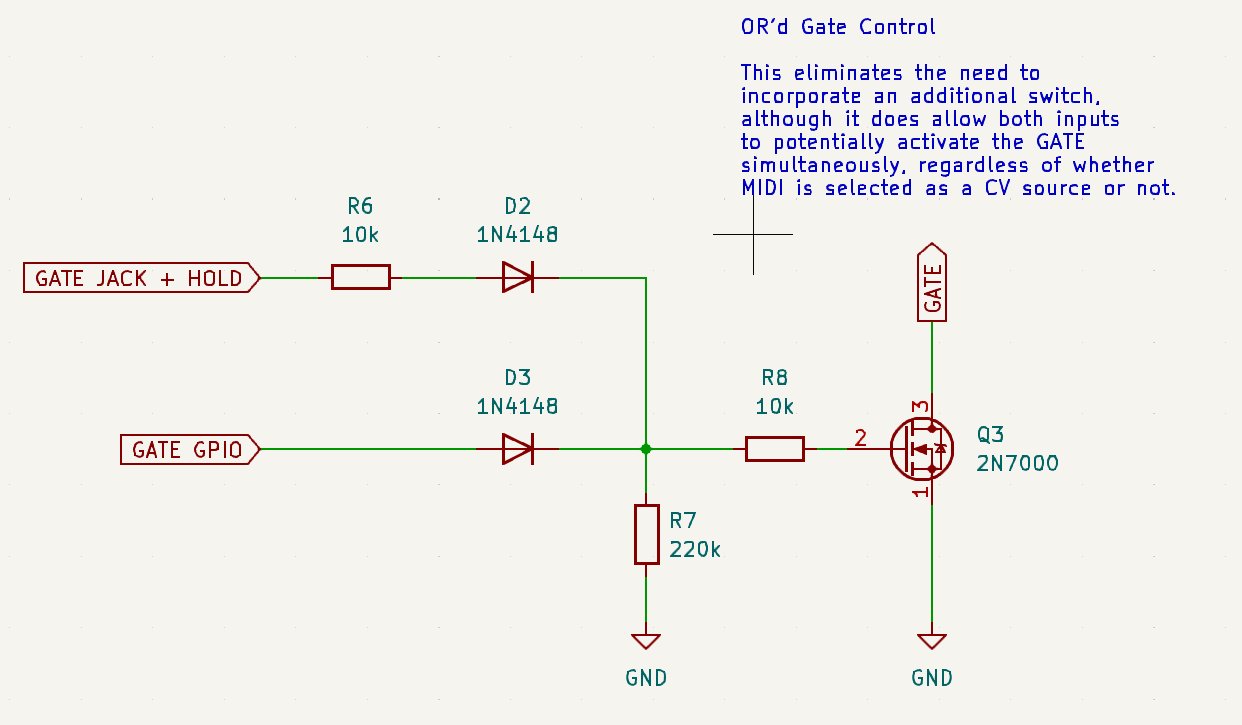 OR'd Gate Control
This eliminates the need to
incorporate an additional switch,
although it does allow both inputs
to potentially activate the GATE
simultaneously, regardless of whether
MIDI is selected as a CV source or not.
R6
10k
D2
1N4148
GATE JACK + HOLD
GATE
D3
1N4148
R8
10k
GATE GPIO
3
2
1
Q3
2N7000
R7
220k
GND
GND